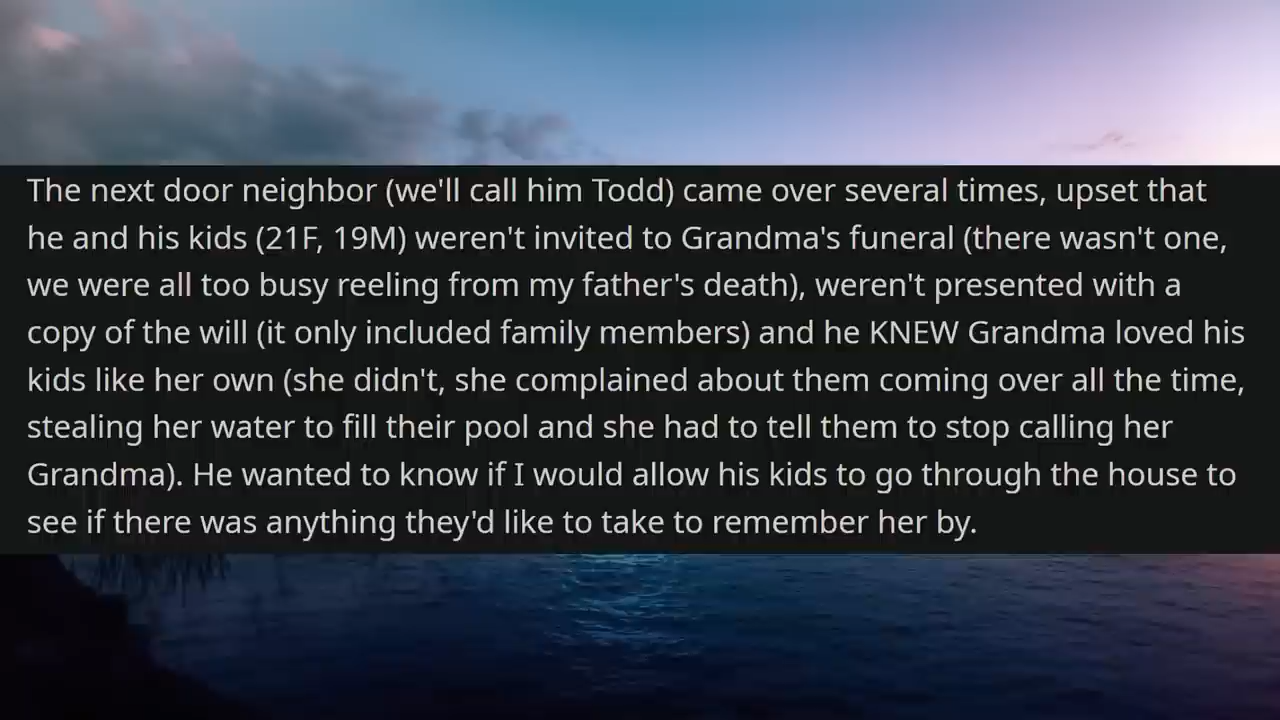 The next door neighbor (we'll call him Todd) came over several times, upset that
he and his kids (21F, 19M) weren't invited to Grandma's funeral (there wasn't one,
we were all too busy reeling from my father's death), weren't presented with a
copy of the will (it only included family members) and he KNEW Grandma loved his
kids like her own (she didn't, she complained about them coming over all the time,
stealing her water to fill their pool and she had to tell them to stop calling her
Grandma). He wanted to know if I would allow his kids to go through the house to
see if there was anything they'd like to take to remember her by.